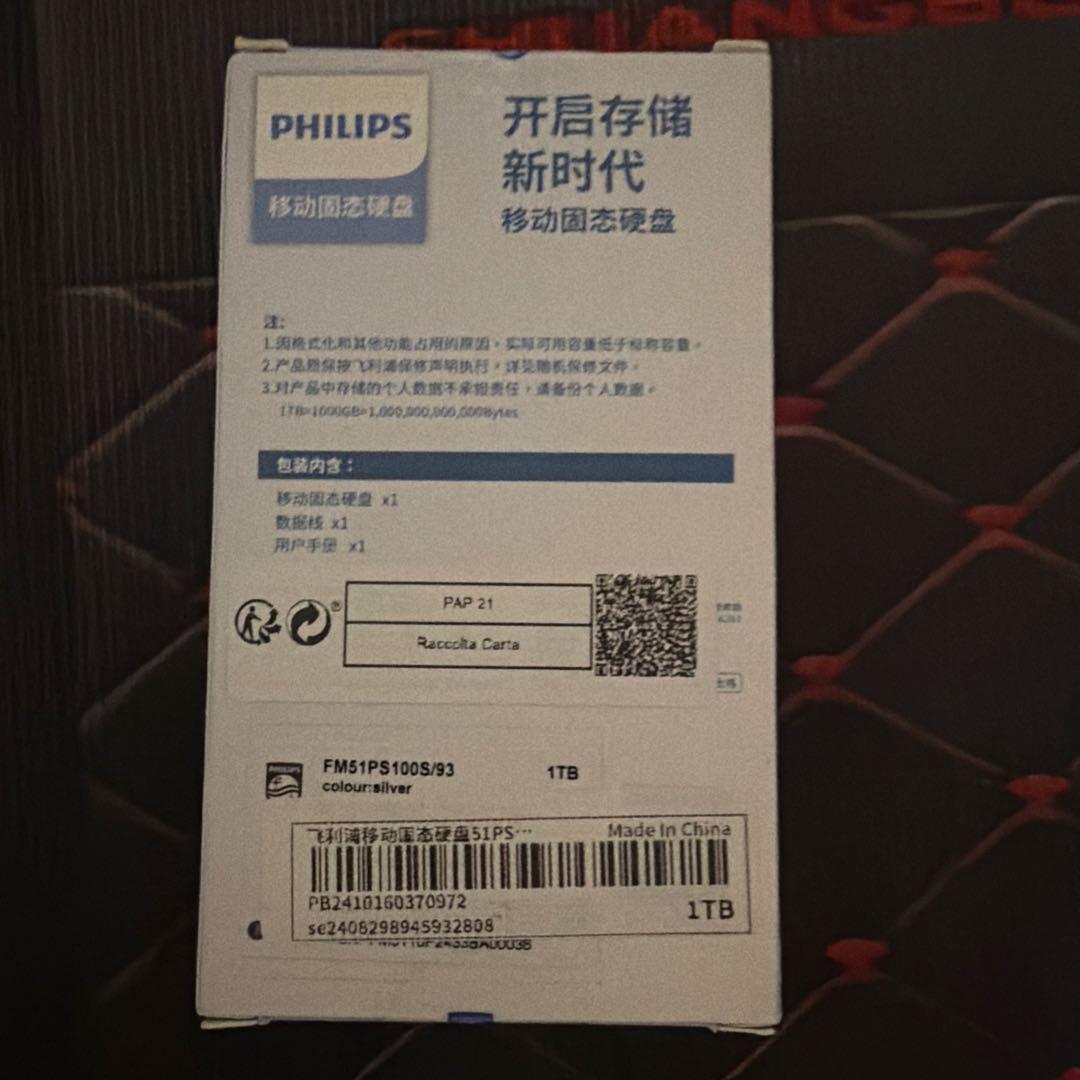 PHILIPS
移动固态硬盘
开启存储
新时代
移动固态硬盘
注:
1.因格式化和其他功能占用的原因，实际可用容量低于标称容量。
2.产品质保按飞利浦保修声明执行，详见随机保修文件。
3.对产品中存储的个人数据不承担责任，请备份个人数据。
1TB=1000GB=1,000,000,000,000Bytes
包装内含：
移动固态硬盘 x1
数据线 x1
用户手册 x1
PAP 21
Raccolta Carta
PHILIPS
FM51PS100S/93 1TB
colour:silver
飞利浦移动固态硬盘51PS… Made In China
PB2410160370972
1TB
se2408298945932808